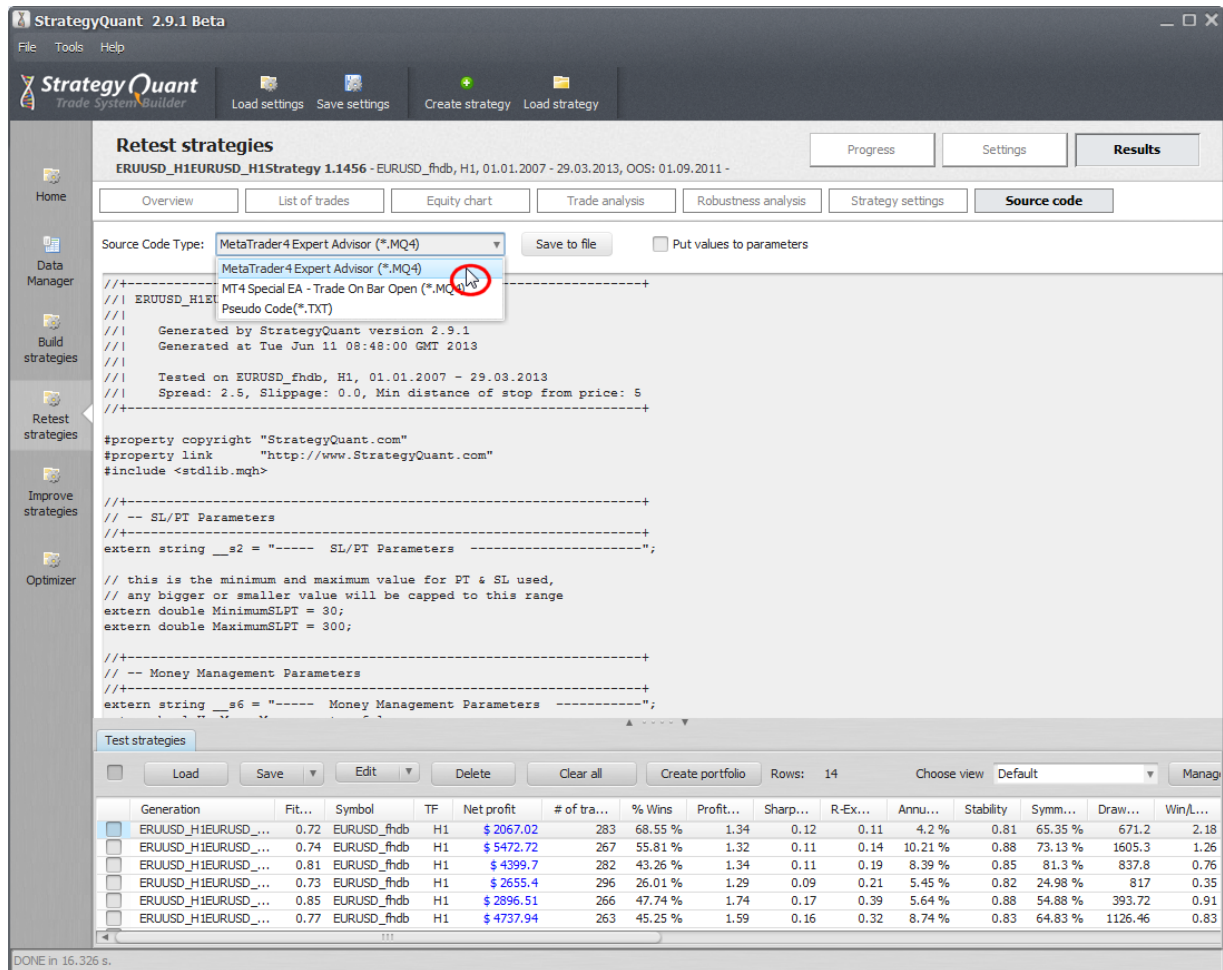 StrategyQuant 2.9.1 Beta
File Tools Help
Strategy Quant
Trade System Builder
Load settings Save settings Create strategy Load strategy
Retest strategies
ERUUSD_H1EURUSD_H1Strategy 1.1456 - EURUSD_fhdb, H1, 01.01.2007 - 29.03.2013, OOS: 01.09.2011 -
Progress Settings Results
Home
Data Manager
Build strategies
Retest strategies
Improve strategies
Optimizer
Overview List of trades Equity chart Trade analysis Robustness analysis Strategy settings Source code
Source Code Type: MetaTrader4 Expert Advisor (*.MQ4) Save to file Put values to parameters
MetaTrader4 Expert Advisor (*.MQ4)
MT4 Special EA - Trade On Bar Open (*.MQ4)
Pseudo Code(*.TXT)
//+------------------------------------------------------------------+
//| ERUUSD_H1EU
//|
//|    Generated by StrategyQuant version 2.9.1
//|    Generated at Tue Jun 11 08:48:00 GMT 2013
//|
//|    Tested on EURUSD_fhdb, H1, 01.01.2007 - 29.03.2013
//|    Spread: 2.5, Slippage: 0.0, Min distance of stop from price: 5
//+------------------------------------------------------------------+
#property copyright "StrategyQuant.com"
#property link      "http://www.StrategyQuant.com"
#include <stdlib.mqh>
//+------------------------------------------------------------------+
// -- SL/PT Parameters
//+------------------------------------------------------------------+
extern string __s2 = "-----  SL/PT Parameters  ---------------------";
// this is the minimum and maximum value for PT & SL used,
// any bigger or smaller value will be capped to this range
extern double MinimumSLPT = 30;
extern double MaximumSLPT = 300;
//+------------------------------------------------------------------+
// -- Money Management Parameters
//+------------------------------------------------------------------+
extern string __s6 = "-----  Money Management Parameters  -----------";
Test strategies
Load Save Edit Delete Clear all Create portfolio Rows: 14 Choose view Default Manage
Generation Fit... Symbol TF Net profit # of tra... % Wins Profit... Sharp... R-Ex... Annu... Stability Symm... Draw... Win/L...
ERUUSD_H1EURUSD_... 0.72 EURUSD_fhdb H1 $ 2067.02 283 68.55 % 1.34 0.12 0.11 4.2 % 0.81 65.35 % 671.2 2.18
ERUUSD_H1EURUSD_... 0.74 EURUSD_fhdb H1 $ 5472.72 267 55.81 % 1.32 0.11 0.14 10.21 % 0.88 73.13 % 1605.3 1.26
ERUUSD_H1EURUSD_... 0.81 EURUSD_fhdb H1 $ 4399.7 282 43.26 % 1.34 0.11 0.19 8.39 % 0.85 81.3 % 837.8 0.76
ERUUSD_H1EURUSD_... 0.73 EURUSD_fhdb H1 $ 2655.4 296 26.01 % 1.29 0.09 0.21 5.45 % 0.82 24.98 % 817 0.35
ERUUSD_H1EURUSD_... 0.85 EURUSD_fhdb H1 $ 2896.51 266 47.74 % 1.74 0.17 0.39 5.64 % 0.88 54.88 % 393.72 0.91
ERUUSD_H1EURUSD_... 0.77 EURUSD_fhdb H1 $ 4737.94 263 45.25 % 1.59 0.16 0.32 8.74 % 0.83 64.83 % 1126.46 0.83
DONE in 16.326 s.